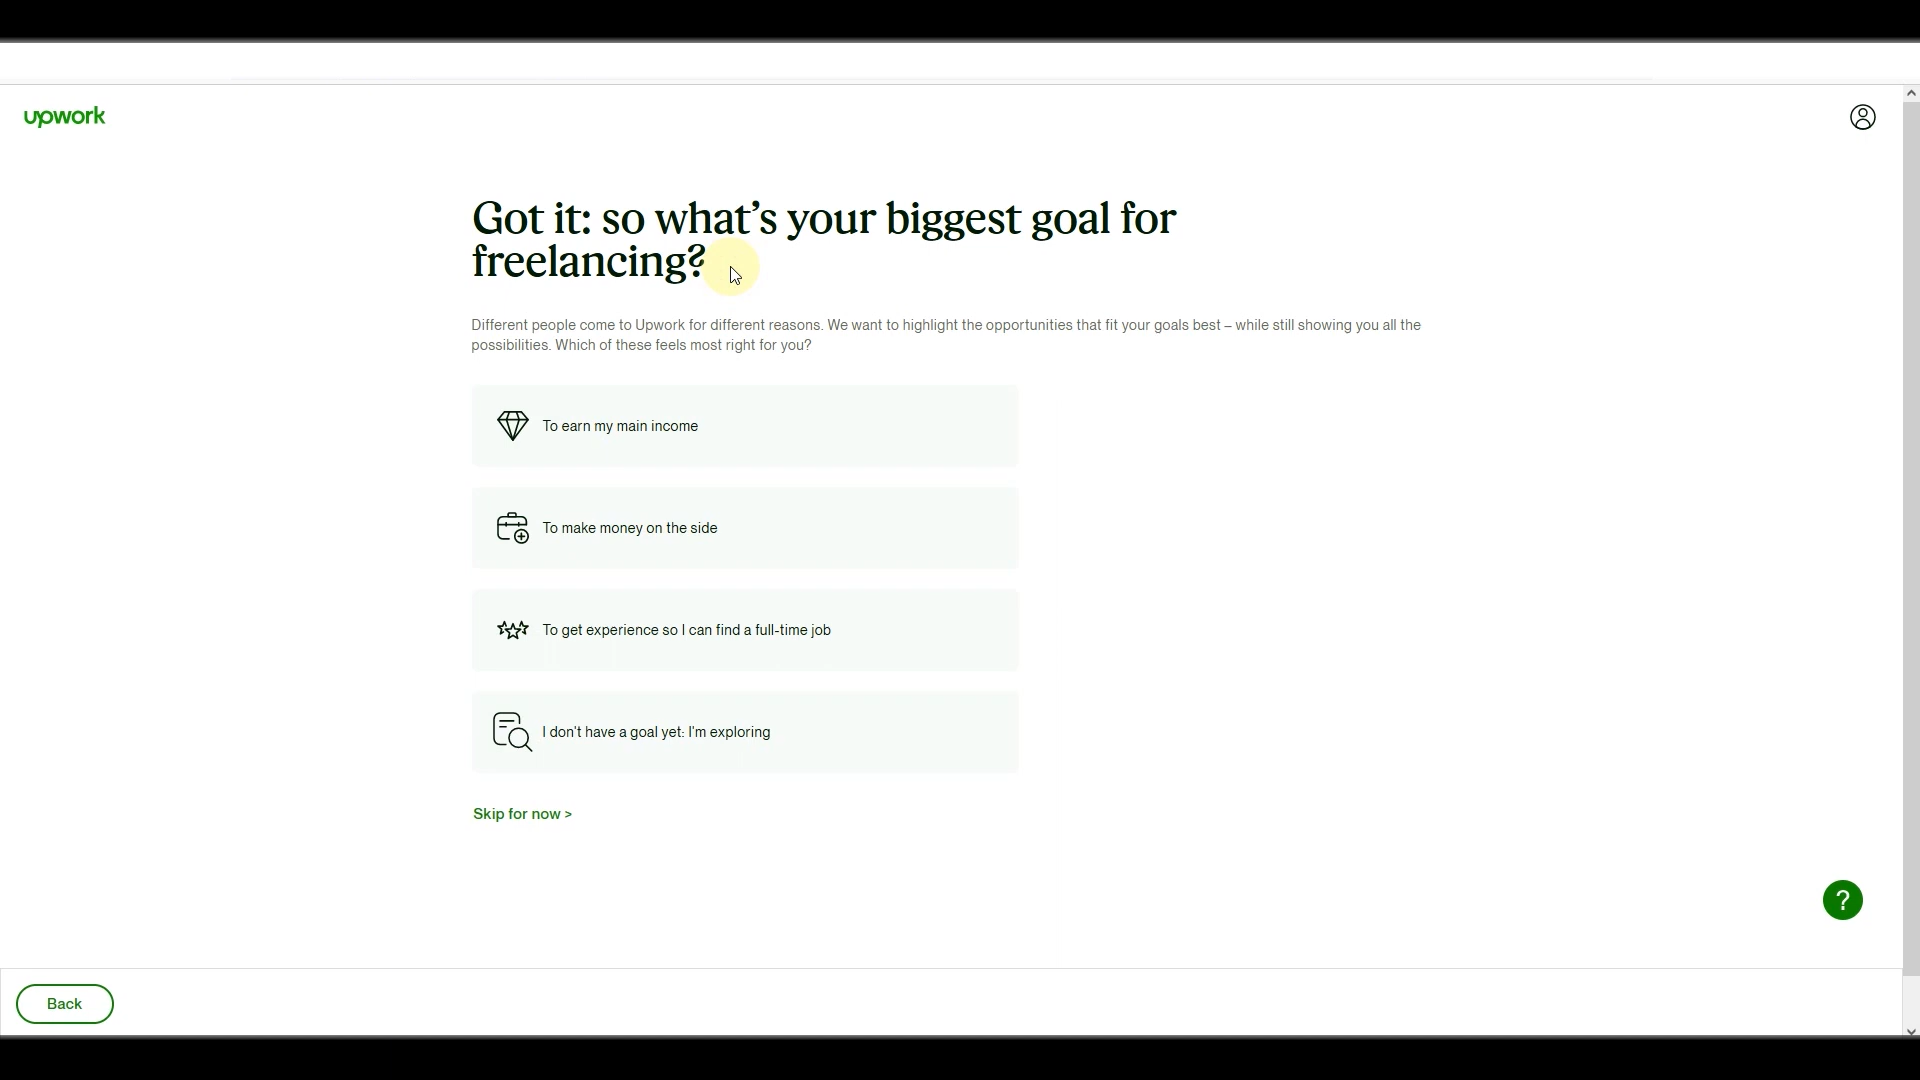 upwork
Got it: so what's your biggest goal for
freelancing?
Different people come to Upwork for different reasons. We want to highlight the opportunities that fit your goals best – while still showing you all the
possibilities. Which of these feels most right for you?
To earn my main income
To make money on the side
To get experience so I can find a full-time job
I don't have a goal yet: I'm exploring
Skip for now >
?
Back